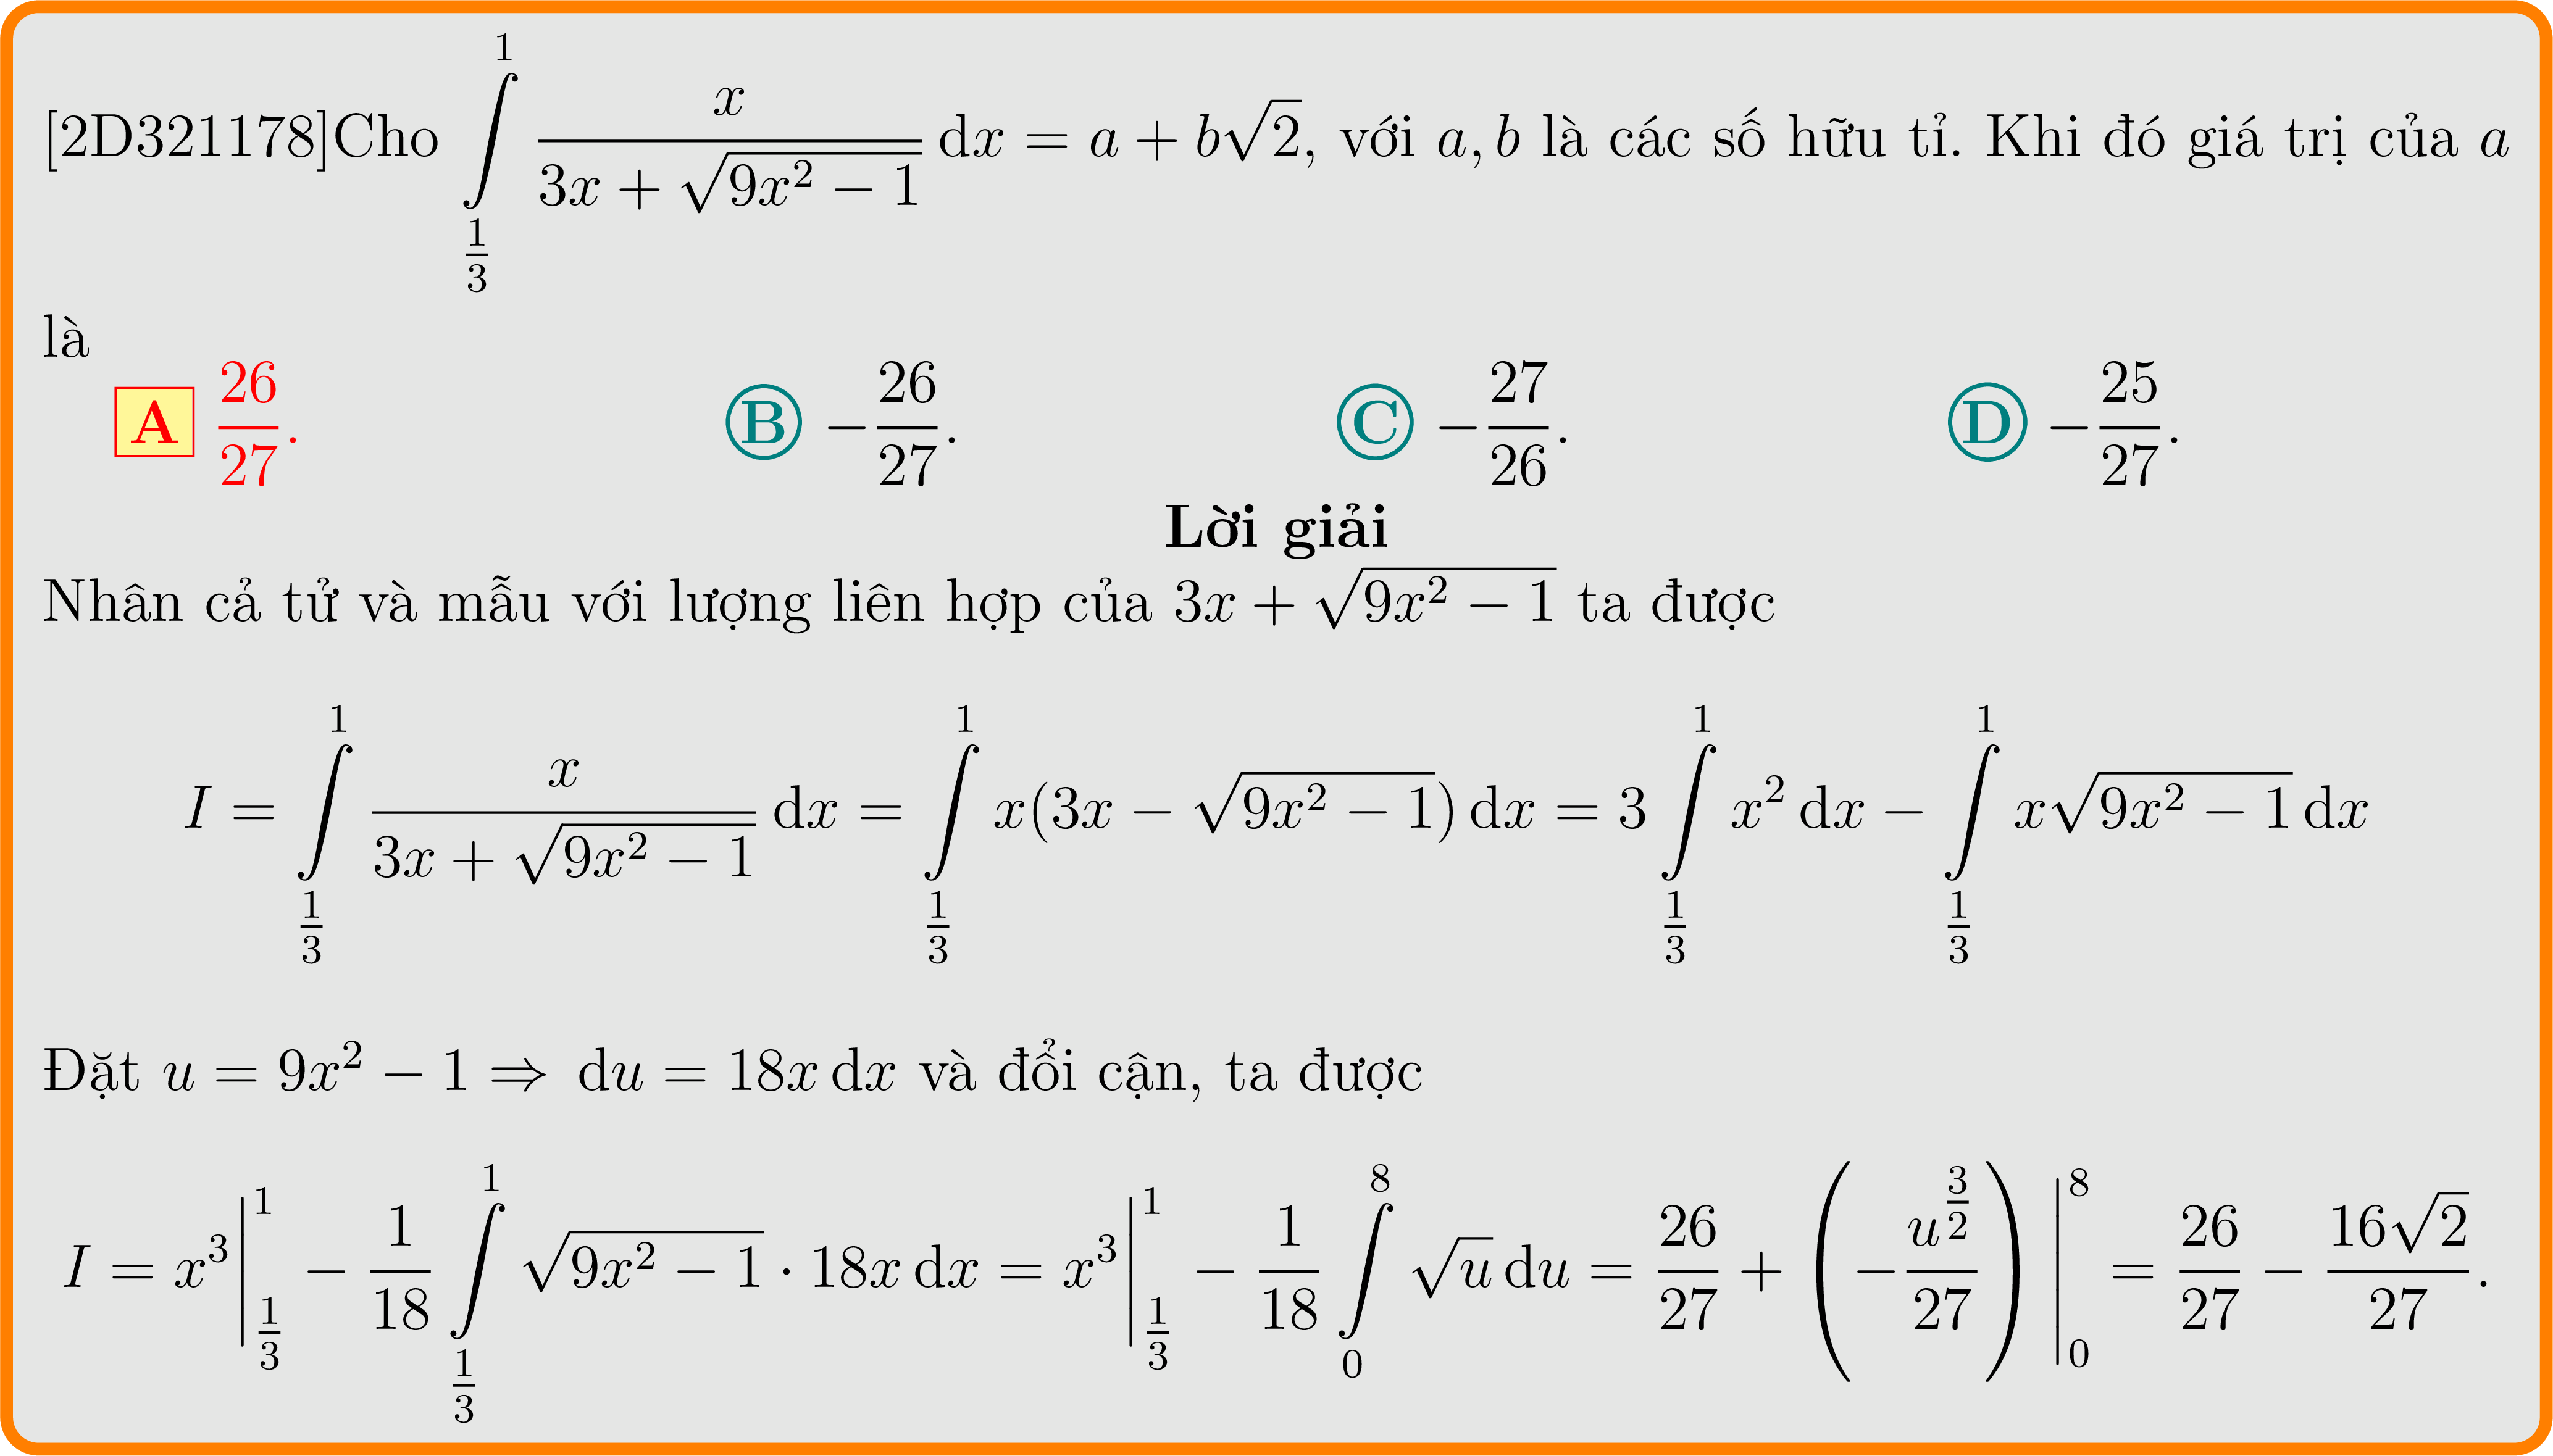 [2D321178]Cho $\int\limits_{\frac{1}{3}}^{1} \frac{x}{3x + \sqrt{9x^2 - 1}} \, \mathrm{d}x = a + b\sqrt{2}$, với $a, b$ là các số hữu tỉ. Khi đó giá trị của $a$
là
A $\frac{26}{27}$. B $-\frac{26}{27}$. C $-\frac{27}{26}$. D $-\frac{25}{27}$.
Lời giải
Nhân cả tử và mẫu với lượng liên hợp của $3x + \sqrt{9x^2 - 1}$ ta được
$I = \int\limits_{\frac{1}{3}}^{1} \frac{x}{3x + \sqrt{9x^2 - 1}} \, \mathrm{d}x = \int\limits_{\frac{1}{3}}^{1} x(3x - \sqrt{9x^2 - 1}) \, \mathrm{d}x = 3 \int\limits_{\frac{1}{3}}^{1} x^2 \, \mathrm{d}x - \int\limits_{\frac{1}{3}}^{1} x\sqrt{9x^2 - 1} \, \mathrm{d}x$
Đặt $u = 9x^2 - 1 \Rightarrow \mathrm{d}u = 18x \, \mathrm{d}x$ và đổi cận, ta được
$I = x^3 \Big|_{\frac{1}{3}}^{1} - \frac{1}{18} \int\limits_{\frac{1}{3}}^{1} \sqrt{9x^2 - 1} \cdot 18x \, \mathrm{d}x = x^3 \Big|_{\frac{1}{3}}^{1} - \frac{1}{18} \int\limits_{0}^{8} \sqrt{u} \, \mathrm{d}u = \frac{26}{27} + \left( -\frac{u^{\frac{3}{2}}}{27} \right) \Big|_{0}^{8} = \frac{26}{27} - \frac{16\sqrt{2}}{27}.$